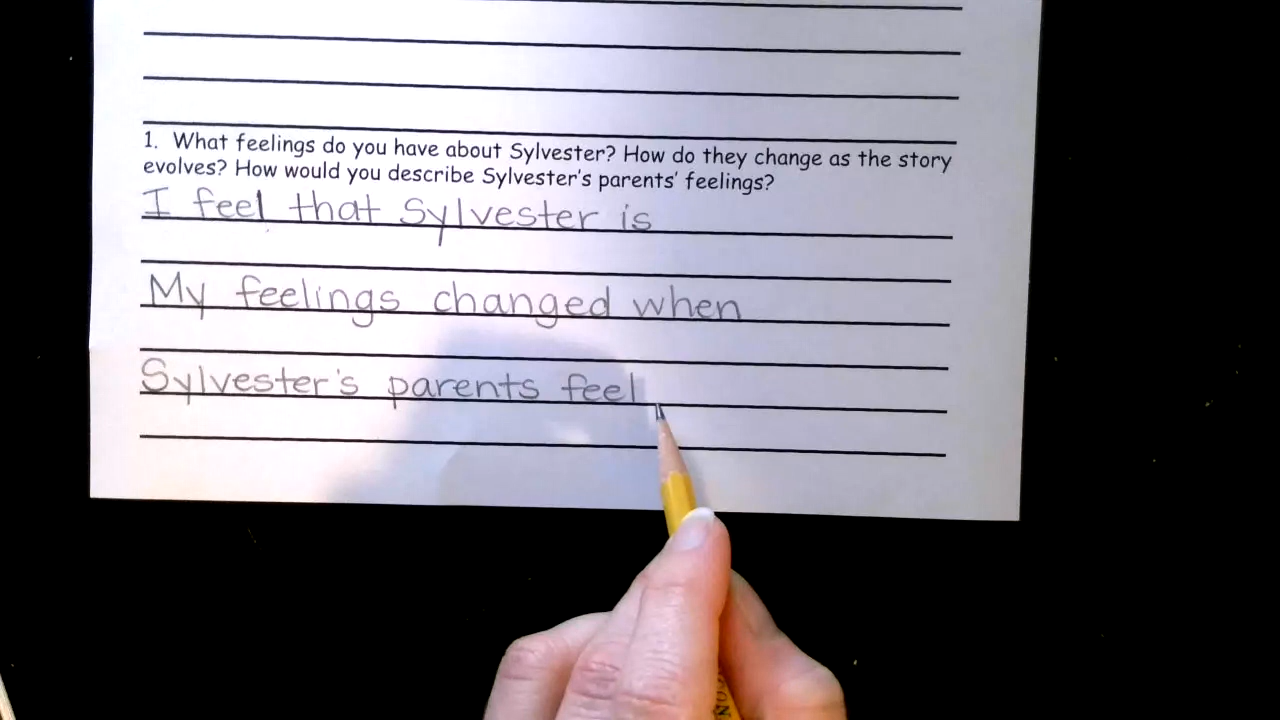 1. What feelings do you have about Sylvester? How do they change as the story
evolves? How would you describe Sylvester's parents' feelings?
I feel that Sylvester is
My feelings changed when
Sylvester's parents feel